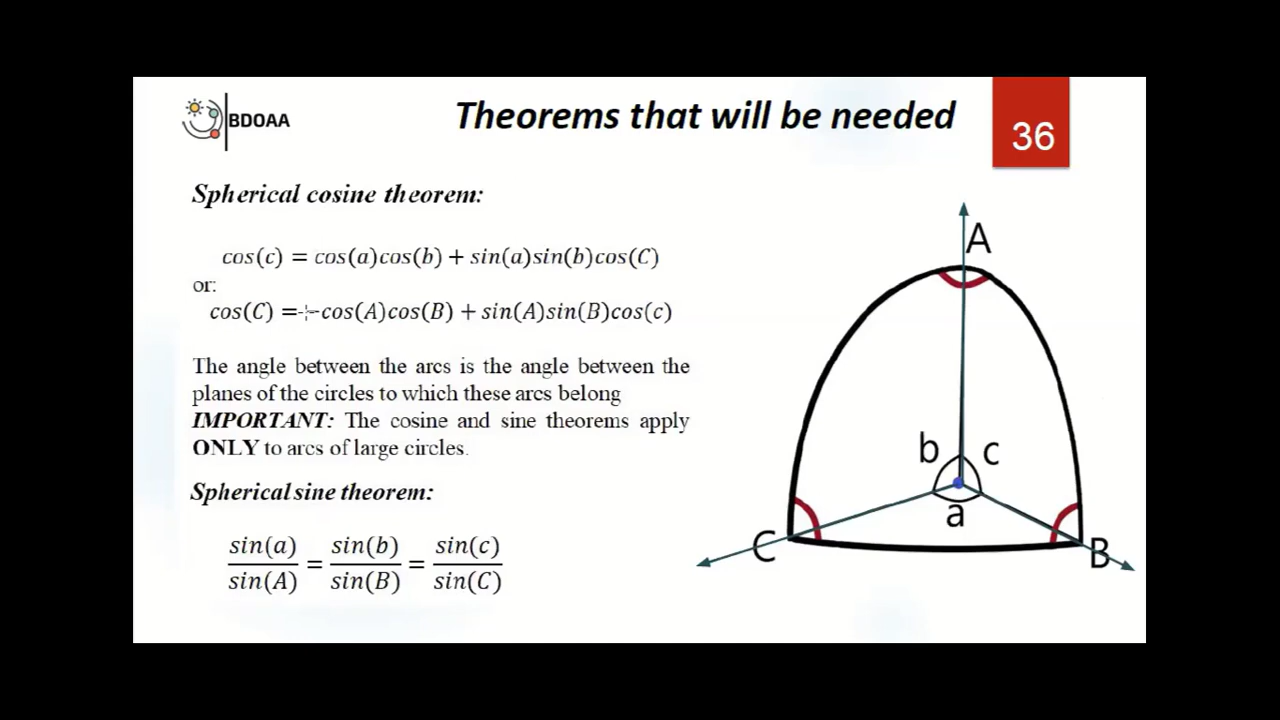 BDOAA
Theorems that will be needed
36
Spherical cosine theorem:
cos(c) = cos(a)cos(b) + sin(a)sin(b)cos(C)
or:
cos(C) = −cos(A)cos(B) + sin(A)sin(B)cos(c)
The angle between the arcs is the angle between the
planes of the circles to which these arcs belong
IMPORTANT: The cosine and sine theorems apply
ONLY to arcs of large circles.
Spherical sine theorem:
sin(a)/sin(A) = sin(b)/sin(B) = sin(c)/sin(C)
A
b c
a
C
B